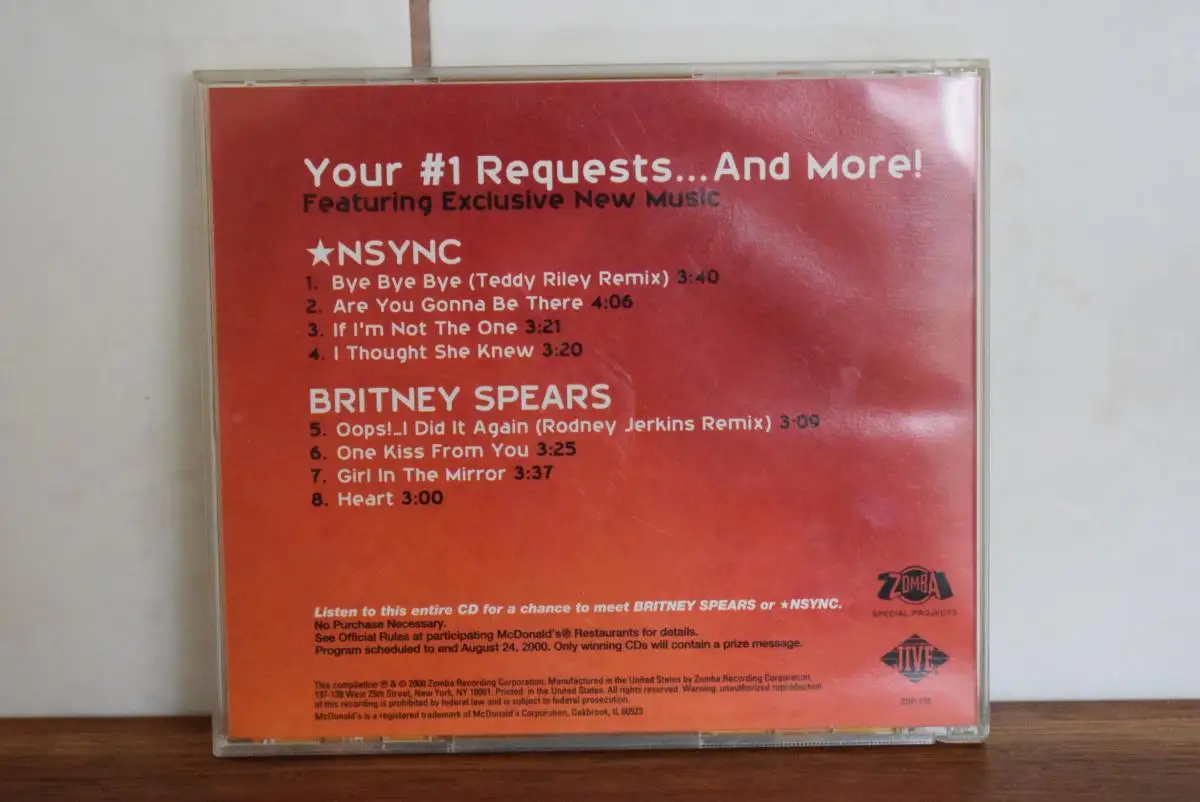 Your #1 Requests...And More!
Featuring Exclusive New Music
★NSYNC
1. Bye Bye Bye (Teddy Riley Remix) 3:40
2. Are You Gonna Be There 4:06
3. If I'm Not The One 3:21
4. I Thought She Knew 3:20
BRITNEY SPEARS
5. Oops!...I Did It Again (Rodney Jerkins Remix) 3:09
6. One Kiss From You 3:25
7. Girl In The Mirror 3:37
8. Heart 3:00
Listen to this entire CD for a chance to meet BRITNEY SPEARS or ★NSYNC.
No Purchase Necessary.
See Official Rules at participating McDonald's® Restaurants for details.
Program scheduled to end August 24, 2000. Only winning CDs will contain a prize message.
ZOMBA
SPECIAL PROJECTS
JIVE
This compilation ℗ & © 2000 Zomba Recording Corporation. Manufactured in the United States by Zomba Recording Corporation,
137-139 West 25th Street, New York, NY 10001. Printed in the United States. All rights reserved. Warning: unauthorized reproduction
of this recording is prohibited by federal law and is subject to federal prosecution.
McDonald's is a registered trademark of McDonald's Corporation, Oakbrook, IL 60523